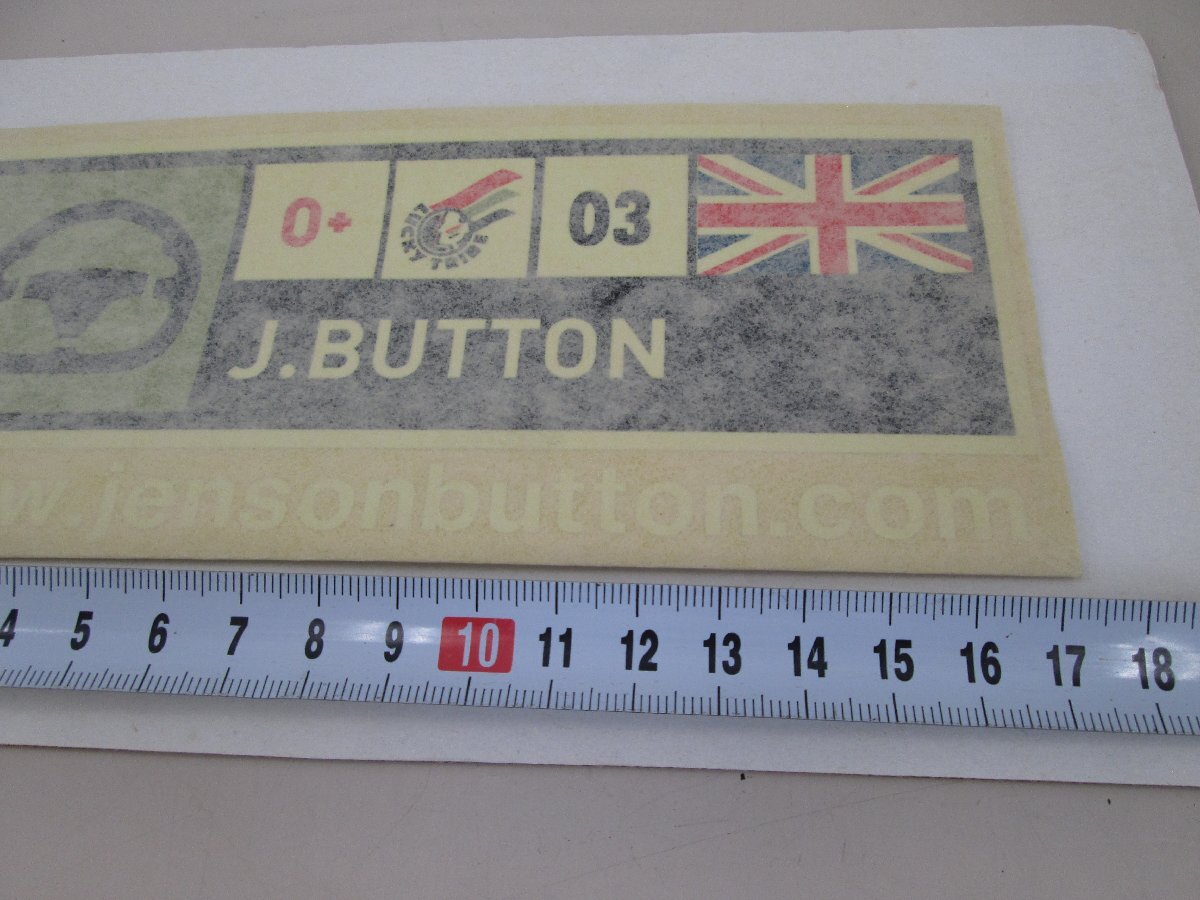 O+
LUCKY TRIBE
03
J.BUTTON
w.jensonbutton.com
4 5 6 7 8 9 10 11 12 13 14 15 16 17 18